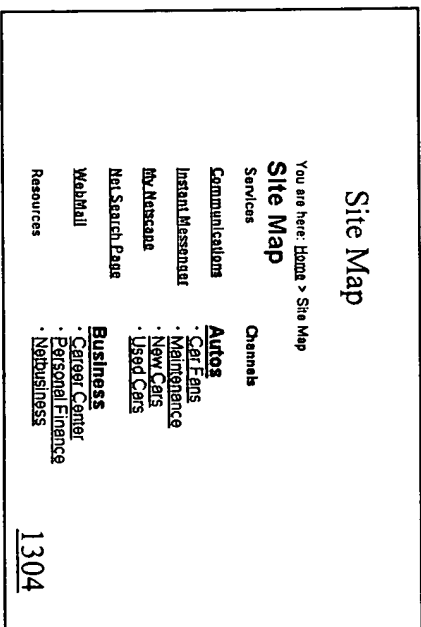 Site Map
You are here: Home > Site Map
Site Map
Services
Communications
Instant Messenger
My Netscape
Net Search Page
WebMail
Resources
Channels
Autos
· Car Fans
· Maintenance
· New Cars
· Used Cars
Business
· Career Center
· Personal Finance
· Netbusiness
1304